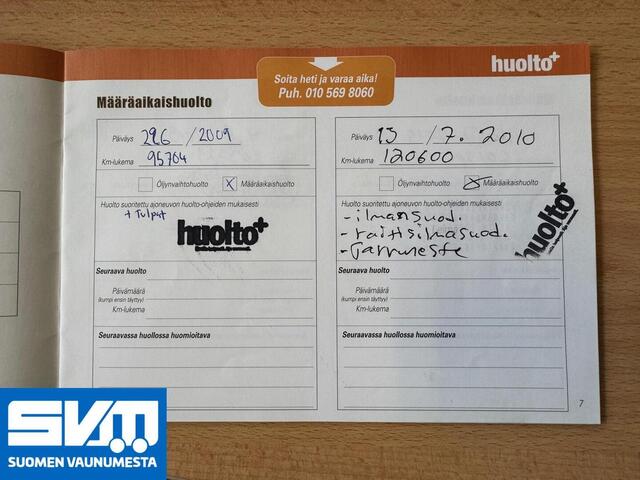 Soita heti ja varaa aika!
Puh. 010 569 8060
huolto+
Määräaikaishuolto
Päiväys 29.6 / 2009
Km-lukema 95704
Öljynvaihtohuolto X Määräaikaishuolto
Huolto suoritettu ajoneuvon huolto-ohjeiden mukaisesti
+ Tulpat
huolto+
Seuraava huolto
Päivämäärä
(kumpi ensin täyttyy)
Km-lukema
Seuraavassa huollossa huomioitava
Päiväys 13 / 7. 2010
Km-lukema 120600
Öljynvaihtohuolto X Määräaikaishuolto
Huolto suoritettu ajoneuvon huolto-ohjeiden mukaisesti
- ilmansuod.
- raitisilmasuod.
- Jarruneste
huolto+
Seuraava huolto
Päivämäärä
(kumpi ensin täyttyy)
Km-lukema
Seuraavassa huollossa huomioitava
7
SVM
SUOMEN VAUNUMESTA